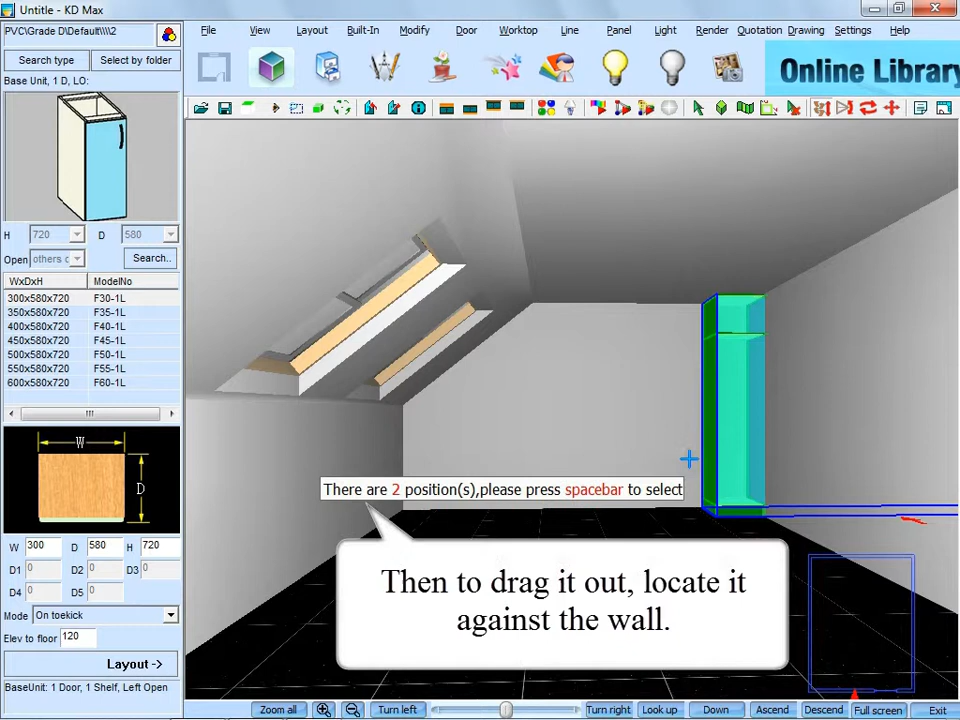 Untitle - KD Max
PVC\Grade D\Default\\\\2
File View Layout Built-In Modify Door Worktop Line Panel Light Render Quotation Drawing Settings Help
Search type Select by folder
Base Unit, 1 D, LO:
Online Library
H 720 D 580
Open others c Search..
WxDxH ModelNo
300x580x720 F30-1L
350x580x720 F35-1L
400x580x720 F40-1L
450x580x720 F45-1L
500x580x720 F50-1L
550x580x720 F55-1L
600x580x720 F60-1L
W
D
W 300 D 580 H 720
D1 0 D2 0 D3 0
D4 0 D5 0
Mode On toekick
Elev to floor 120
Layout ->
BaseUnit: 1 Door, 1 Shelf, Left Open
There are 2 position(s),please press spacebar to select
Then to drag it out, locate it
against the wall.
Zoom all Turn left Turn right Look up Down Ascend Descend Full screen Exit